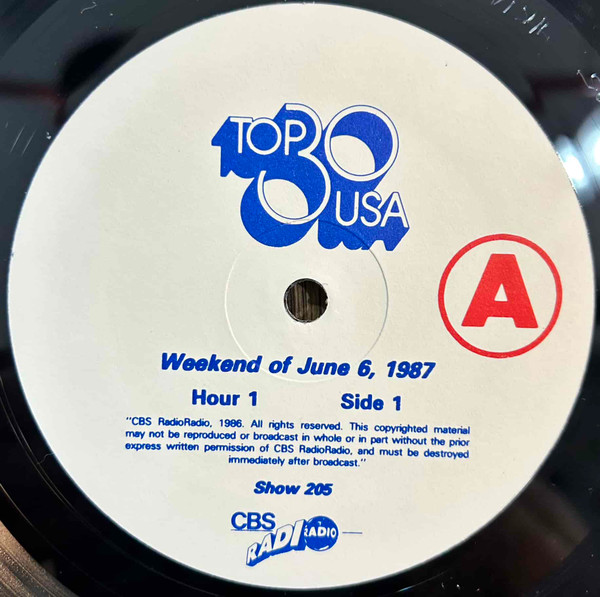 TOP 30
USA
A
Weekend of June 6, 1987
Hour 1 Side 1
"CBS RadioRadio, 1986. All rights reserved. This copyrighted material
may not be reproduced or broadcast in whole or in part without the prior
express written permission of CBS RadioRadio, and must be destroyed
immediately after broadcast."
Show 205
CBS
RADIO RADIO